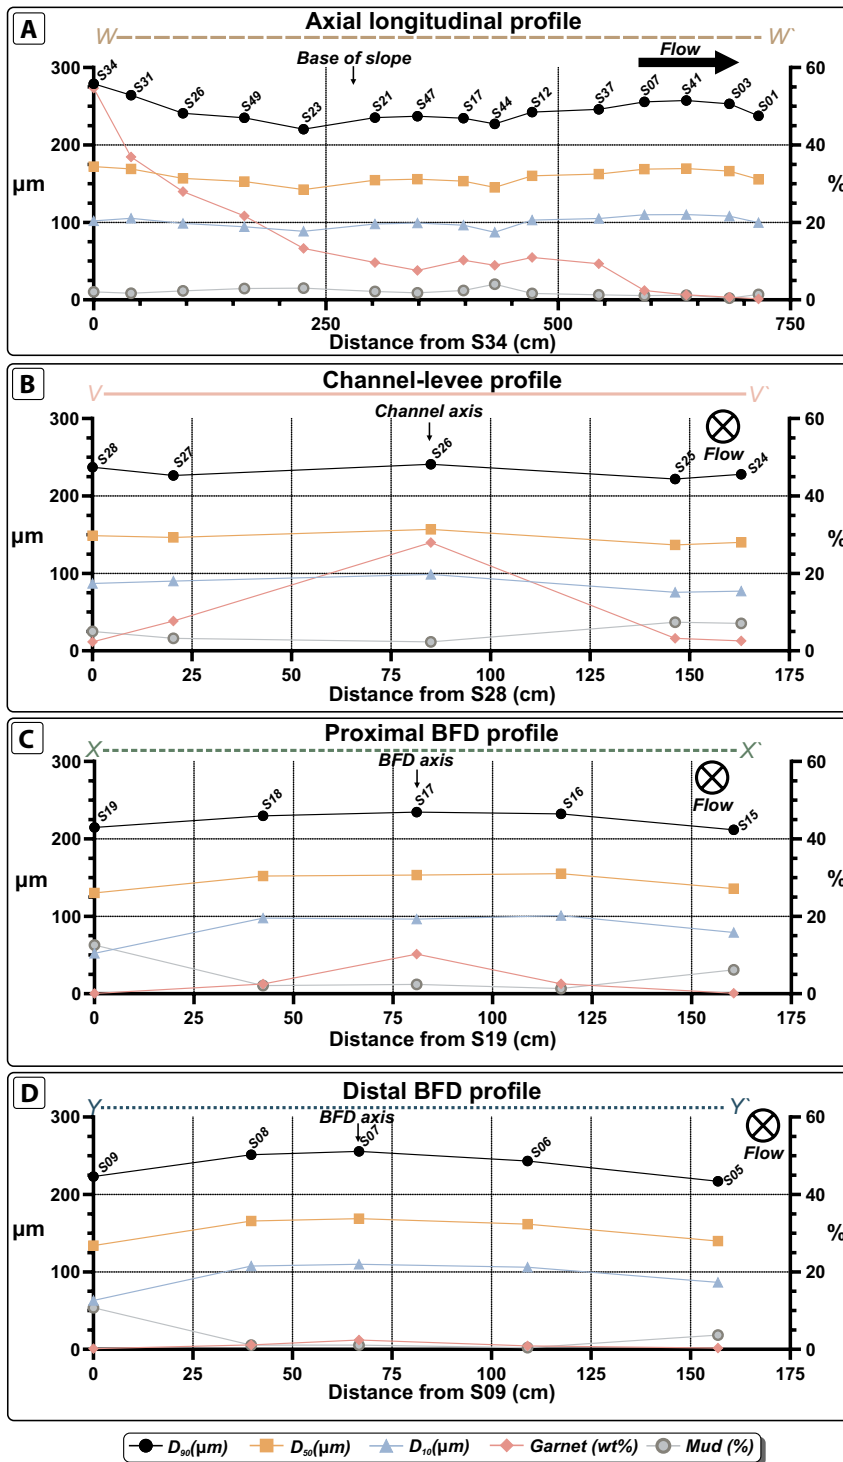 A
Axial longitudinal profile
W W`
Base of slope
Flow
300 60
S34 S31 S26 S49 S23 S21 S47 S17 S44 S12 S37 S07 S41 S03 S01
200 40
µm %
100 20
0 0
0 250 500 750
Distance from S34 (cm)
B
Channel-levee profile
V V`
Channel axis
Flow
300 60
S28 S27 S26 S25 S24
200 40
µm %
100 20
0 0
0 25 50 75 100 125 150 175
Distance from S28 (cm)
C
Proximal BFD profile
X X`
BFD axis
Flow
300 60
S19 S18 S17 S16 S15
200 40
µm %
100 20
0 0
0 25 50 75 100 125 150 175
Distance from S19 (cm)
D
Distal BFD profile
Y Y`
BFD axis
Flow
300 60
S09 S08 S07 S06 S05
200 40
µm %
100 20
0 0
0 25 50 75 100 125 150 175
Distance from S09 (cm)
D90(µm) D50(µm) D10(µm) Garnet (wt%) Mud (%)